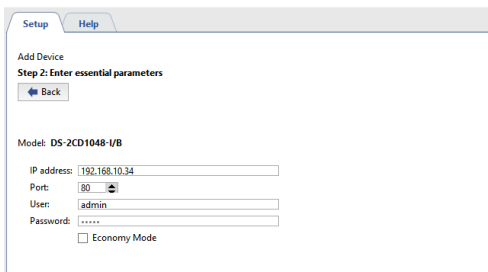 Setup Help
Add Device
Step 2: Enter essential parameters
Back
Model: DS-2CD1048-I/B
IP address: 192.168.10.34
Port: 80
User: admin
Password: •••••
Economy Mode